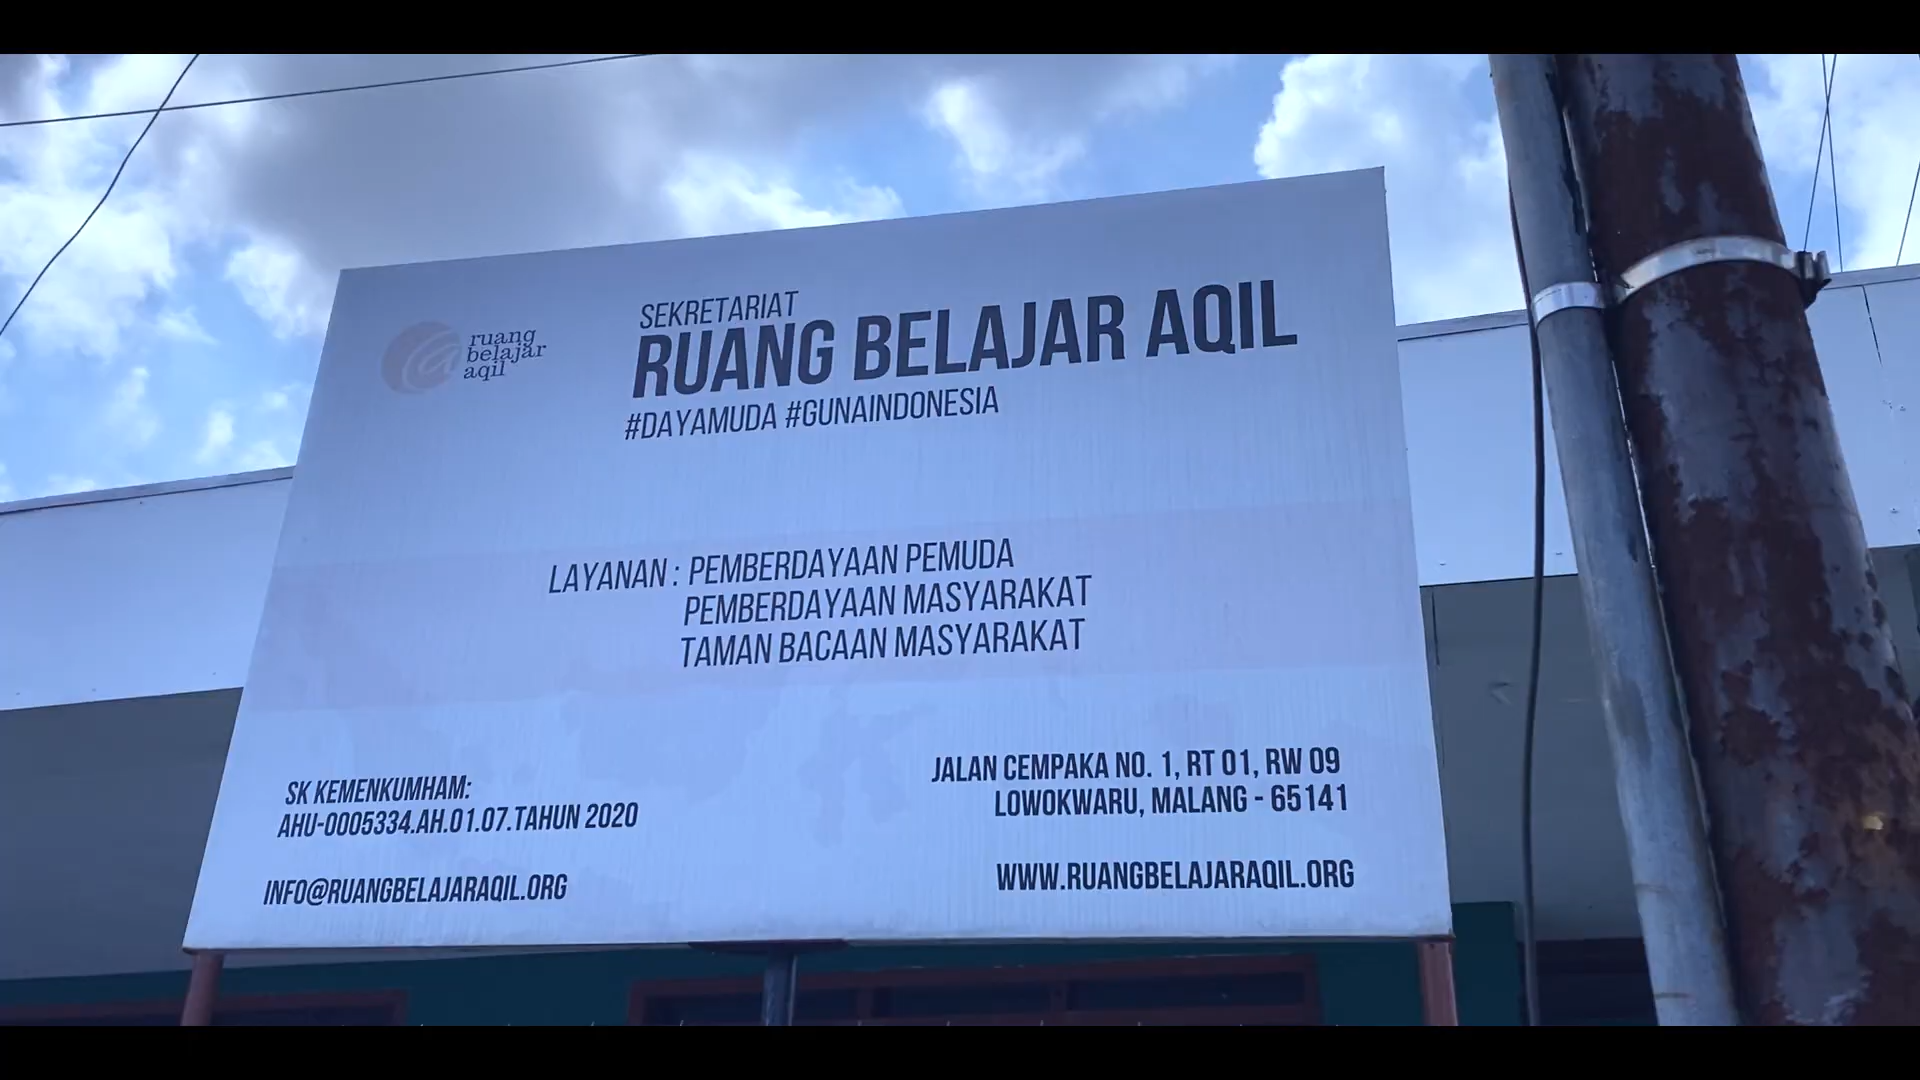 ruang
belajar
aqil
SEKRETARIAT
RUANG BELAJAR AQIL
#DAYAMUDA #GUNAINDONESIA
LAYANAN : PEMBERDAYAAN PEMUDA
PEMBERDAYAAN MASYARAKAT
TAMAN BACAAN MASYARAKAT
SK KEMENKUMHAM:
AHU-0005334.AH.01.07.TAHUN 2020
INFO@RUANGBELAJARAQIL.ORG
JALAN CEMPAKA NO. 1, RT 01, RW 09
LOWOKWARU, MALANG - 65141
WWW.RUANGBELAJARAQIL.ORG